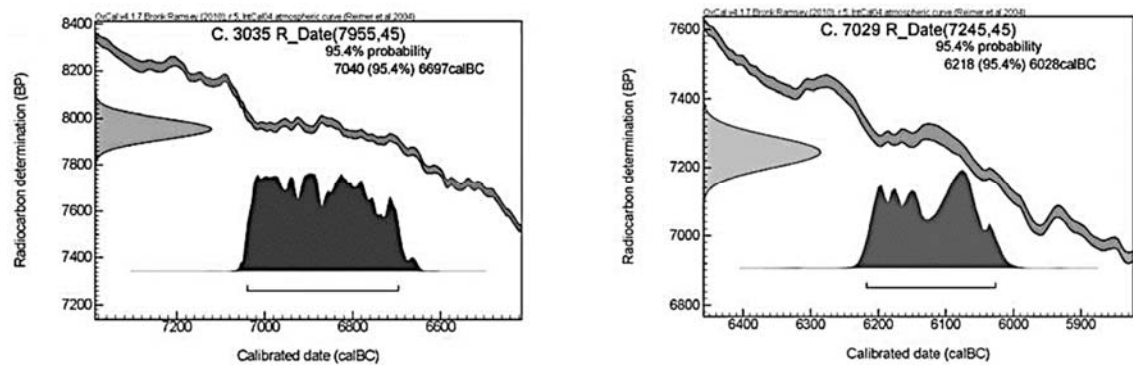 OxCal v4.1.7 Bronk Ramsey (2010); r:5 IntCal04 atmospheric curve (Reimer et al 2004)
C. 3035 R_Date(7955,45)
95.4% probability
7040 (95.4%) 6697calBC
Radiocarbon determination (BP)
8400
8200
8000
7800
7600
7400
7200
7200
7000
6800
6600
Calibrated date (calBC)
OxCal v4.1.7 Bronk Ramsey (2010); r:5 IntCal04 atmospheric curve (Reimer et al 2004)
C. 7029 R_Date(7245,45)
95.4% probability
6218 (95.4%) 6028calBC
Radiocarbon determination (BP)
7600
7400
7200
7000
6800
6400
6300
6200
6100
6000
5900
Calibrated date (calBC)